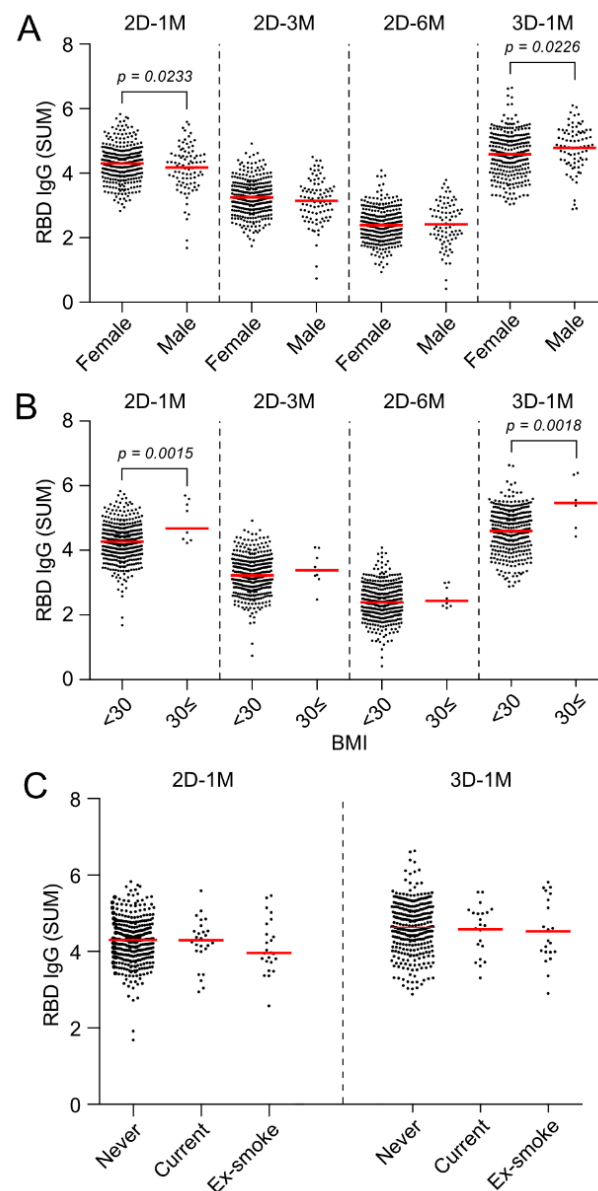 A
2D-1M 2D-3M 2D-6M 3D-1M
p = 0.0233
p = 0.0226
RBD IgG (SUM)
8
6
4
2
0
Female Male Female Male Female Male Female Male
B
2D-1M 2D-3M 2D-6M 3D-1M
p = 0.0015
p = 0.0018
RBD IgG (SUM)
8
6
4
2
0
<30 30≤ <30 30≤ <30 30≤ <30 30≤
BMI
C
2D-1M 3D-1M
RBD IgG (SUM)
8
6
4
2
0
Never Current Ex-smoke Never Current Ex-smoke